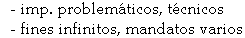 - imp. problemáticos, técnicos
- fines infinitos, mandatos varios